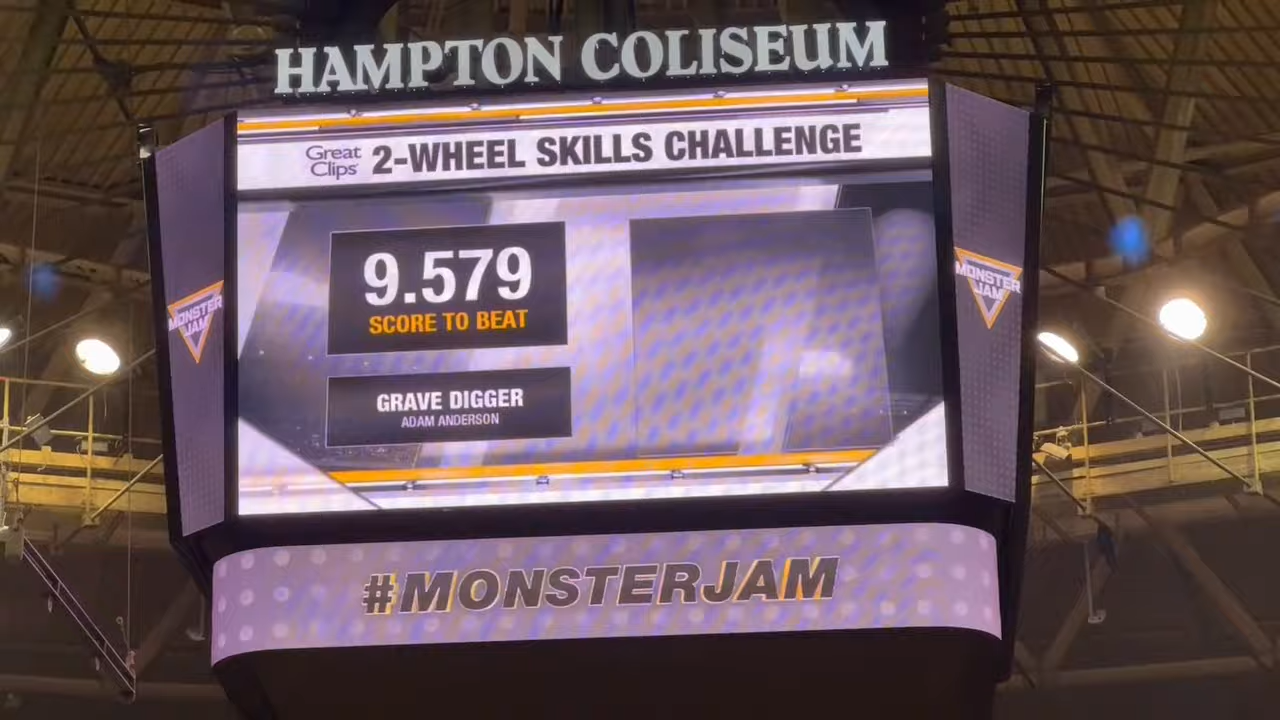 HAMPTON COLISEUM
Great
Clips
2-WHEEL SKILLS CHALLENGE
9.579
SCORE TO BEAT
GRAVE DIGGER
ADAM ANDERSON
MONSTER
JAM
MONSTER
JAM
#MONSTERJAM